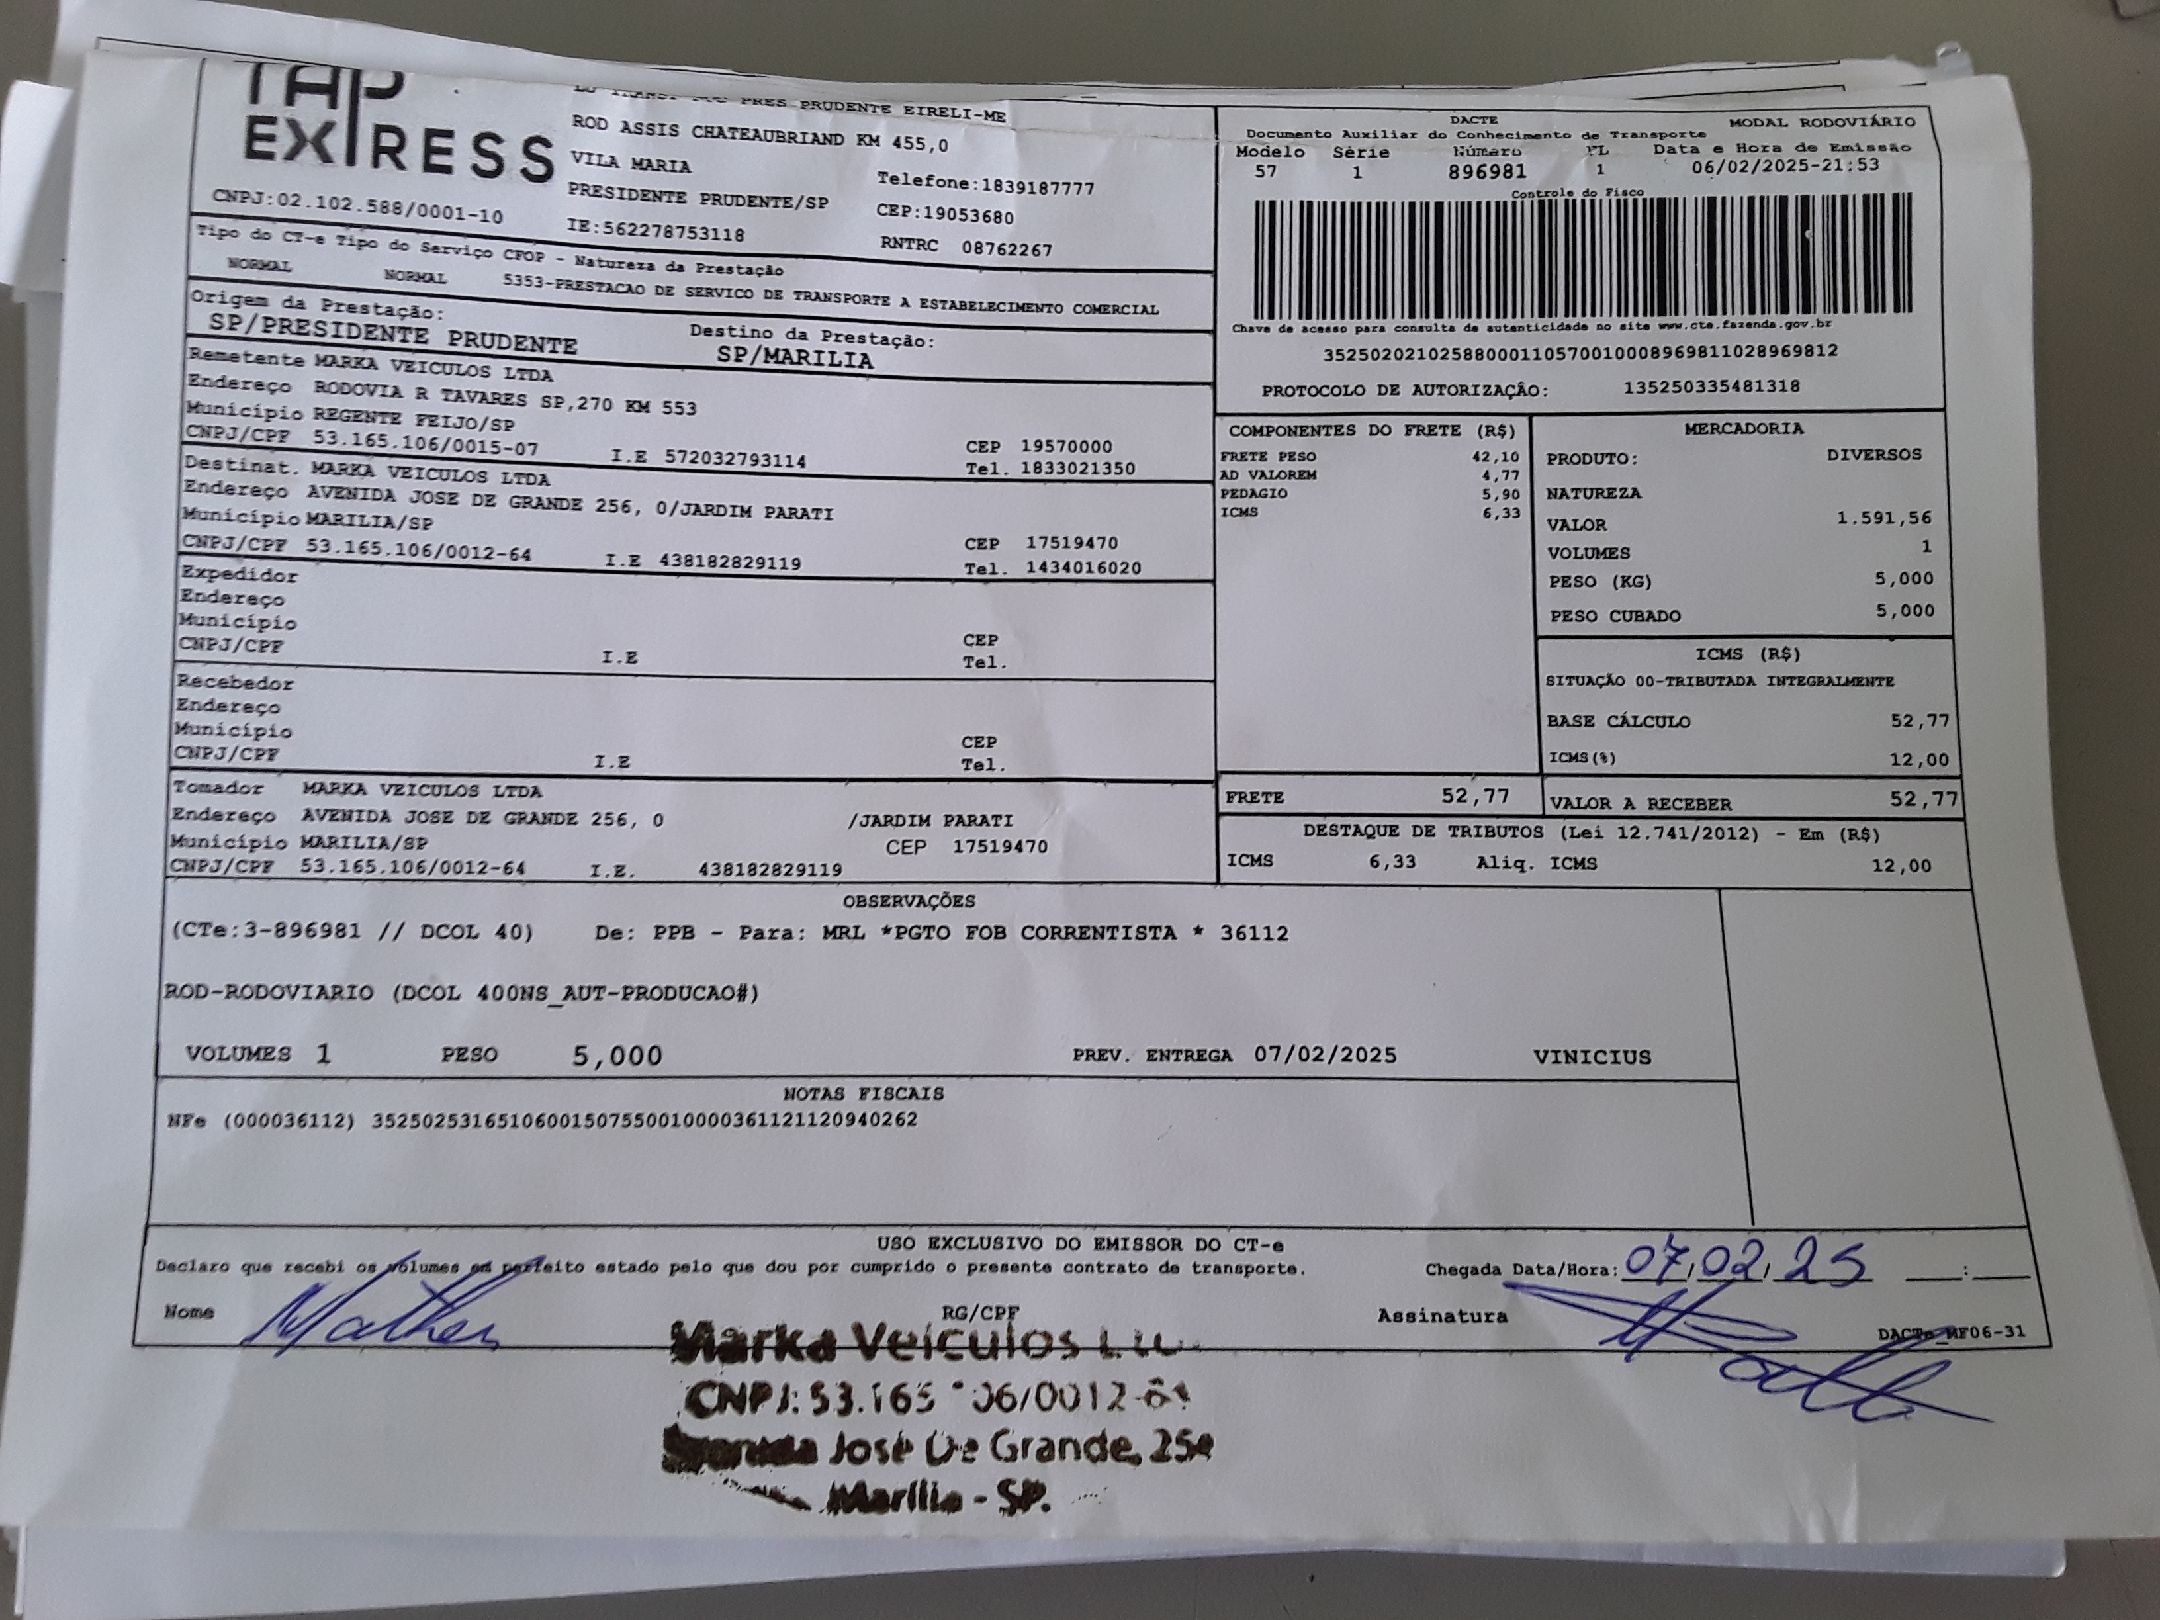 TAP
EXPRESS
PRES PRUDENTE EIRELI-ME
ROD ASSIS CHATEAUBRIAND KM 455,0
VILA MARIA
Telefone:1839187777
PRESIDENTE PRUDENTE/SP
CEP:19053680
CNPJ:02.102.588/0001-10
IE:562278753118
RNTRC 08762267
DACTE
MODAL RODOVIÁRIO
Documento Auxiliar do Conhecimento de Transporte
Modelo Série Número FL Data e Hora de Emissão
57 1 896981 1 06/02/2025-21:53
Controle do Fisco
Chave de acesso para consulta de autenticidade no site www.cte.fazenda.gov.br
35250202102588000110570010008969811028969812
PROTOCOLO DE AUTORIZAÇÃO: 135250335481318
Tipo do CT-e Tipo do Serviço CFOP - Natureza da Prestação
NORMAL NORMAL 5353-PRESTACAO DE SERVICO DE TRANSPORTE A ESTABELECIMENTO COMERCIAL
Origem da Prestação: Destino da Prestação:
SP/PRESIDENTE PRUDENTE SP/MARILIA
Remetente MARKA VEICULOS LTDA
Endereço RODOVIA R TAVARES SP,270 KM 553
Município REGENTE FEIJO/SP CEP 19570000
CNPJ/CPF 53.165.106/0015-07 I.E 572032793114 Tel. 1833021350
Destinat. MARKA VEICULOS LTDA
Endereço AVENIDA JOSE DE GRANDE 256, 0/JARDIM PARATI
Município MARILIA/SP CEP 17519470
CNPJ/CPF 53.165.106/0012-64 I.E 438182829119 Tel. 1434016020
Expedidor
Endereço
Município CEP
CNPJ/CPF I.E Tel.
Recebedor
Endereço
Município CEP
CNPJ/CPF I.E Tel.
Tomador MARKA VEICULOS LTDA
Endereço AVENIDA JOSE DE GRANDE 256, 0 /JARDIM PARATI
Município MARILIA/SP CEP 17519470
CNPJ/CPF 53.165.106/0012-64 I.E. 438182829119
COMPONENTES DO FRETE (R$)
FRETE PESO 42,10
AD VALOREM 4,77
PEDAGIO 5,90
ICMS 6,33
MERCADORIA
PRODUTO: DIVERSOS
NATUREZA
VALOR 1.591,56
VOLUMES 1
PESO (KG) 5,000
PESO CUBADO 5,000
ICMS (R$)
SITUAÇÃO 00-TRIBUTADA INTEGRALMENTE
BASE CÁLCULO 52,77
ICMS(%) 12,00
FRETE 52,77 VALOR A RECEBER 52,77
DESTAQUE DE TRIBUTOS (Lei 12.741/2012) - Em (R$)
ICMS 6,33 Aliq. ICMS 12,00
OBSERVAÇÕES
(CTe:3-896981 // DCOL 40) De: PPB - Para: MRL *PGTO FOB CORRENTISTA * 36112
ROD-RODOVIARIO (DCOL 400NS_AUT-PRODUCAO#)
VOLUMES 1 PESO 5,000 PREV. ENTREGA 07/02/2025 VINICIUS
NOTAS FISCAIS
NFe (000036112) 35250253165106001507550010000361121120940262
USO EXCLUSIVO DO EMISSOR DO CT-e
Declaro que recebi os volumes em perfeito estado pelo que dou por cumprido o presente contrato de transporte. Chegada Data/Hora: 07/02/25 __:__
Nome RG/CPF Assinatura
DACTe_MF06-31
Marka Veículos
CNPJ: 53.165 06/0012-
José De Grande,
Marília - SP.